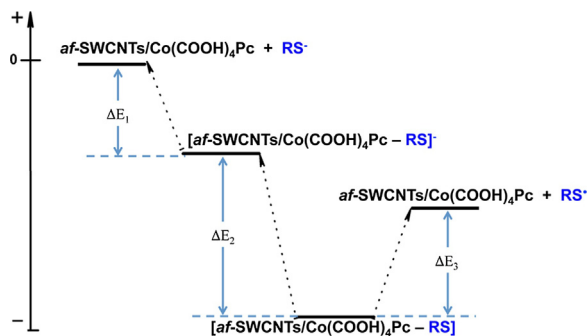 +
af-SWCNTs/Co(COOH)₄Pc + RS⁻
0
ΔE₁
[af-SWCNTs/Co(COOH)₄Pc – RS]⁻
af-SWCNTs/Co(COOH)₄Pc + RS•
ΔE₂
ΔE₃
–
[af-SWCNTs/Co(COOH)₄Pc – RS]